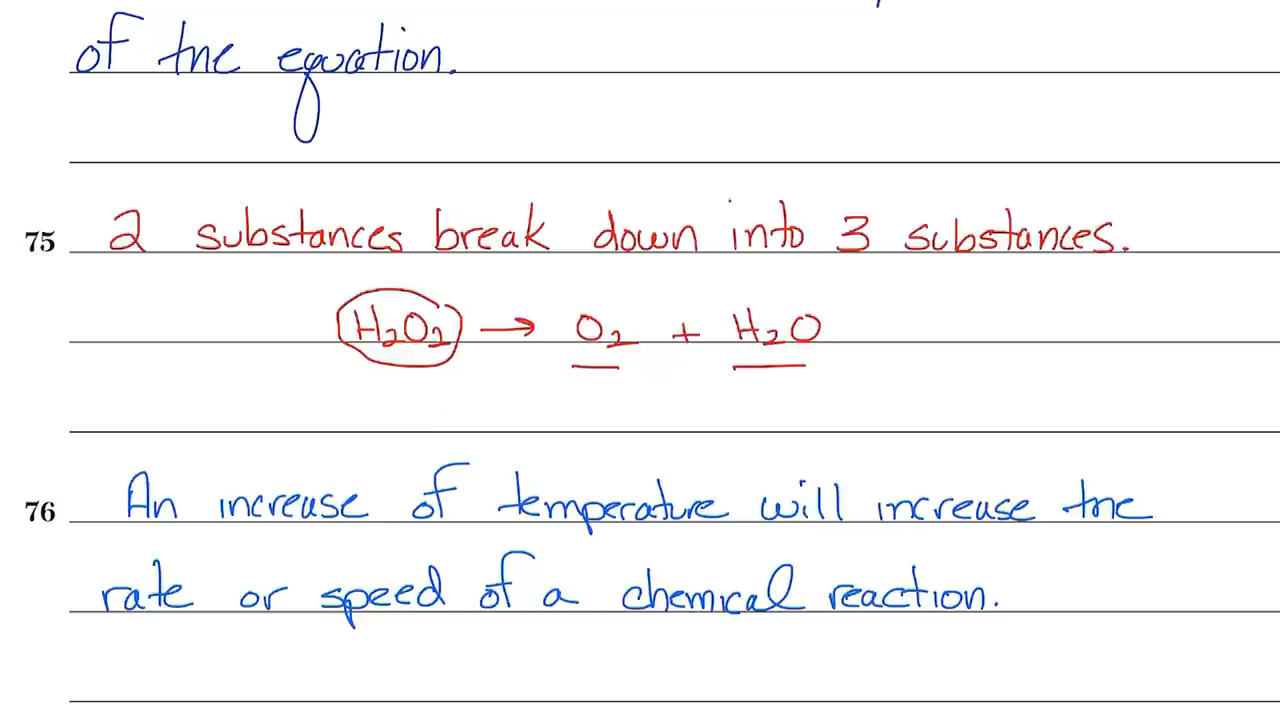 of the equation.
75 2 substances break down into 3 substances.
H₂O₂ → O₂ + H₂O
76 An increase of temperature will increase the
rate or speed of a chemical reaction.